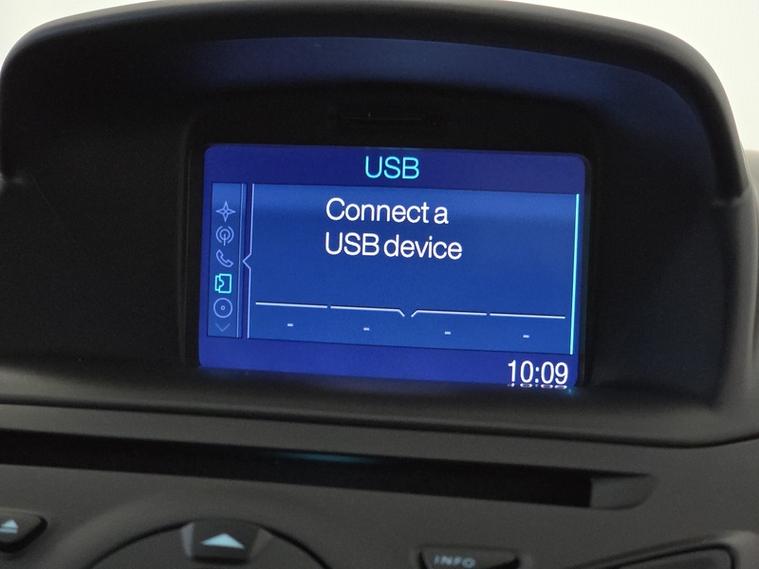 USB
Connect a
USB device
- - - -
10:09
INFO